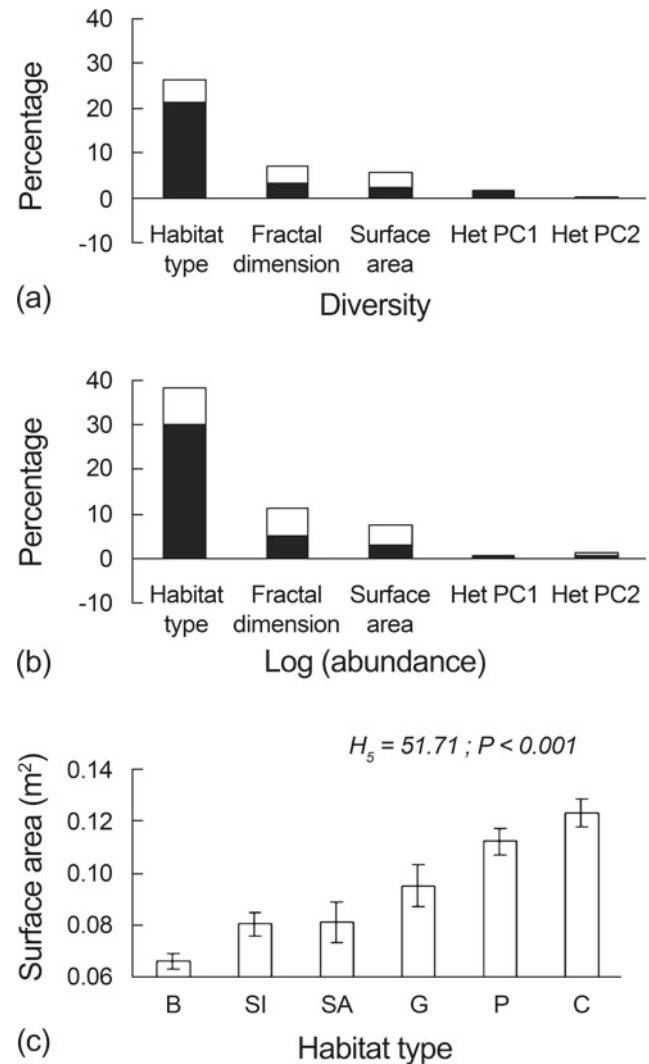 40
30
20
10
0
-10
Percentage
Habitat type
Fractal dimension
Surface area
Het PC1
Het PC2
(a)
Diversity
40
30
20
10
0
-10
Percentage
Habitat type
Fractal dimension
Surface area
Het PC1
Het PC2
(b)
Log (abundance)
H₅ = 51.71 ; P < 0.001
0.14
0.12
0.10
0.08
0.06
Surface area (m²)
B SI SA G P C
(c)
Habitat type